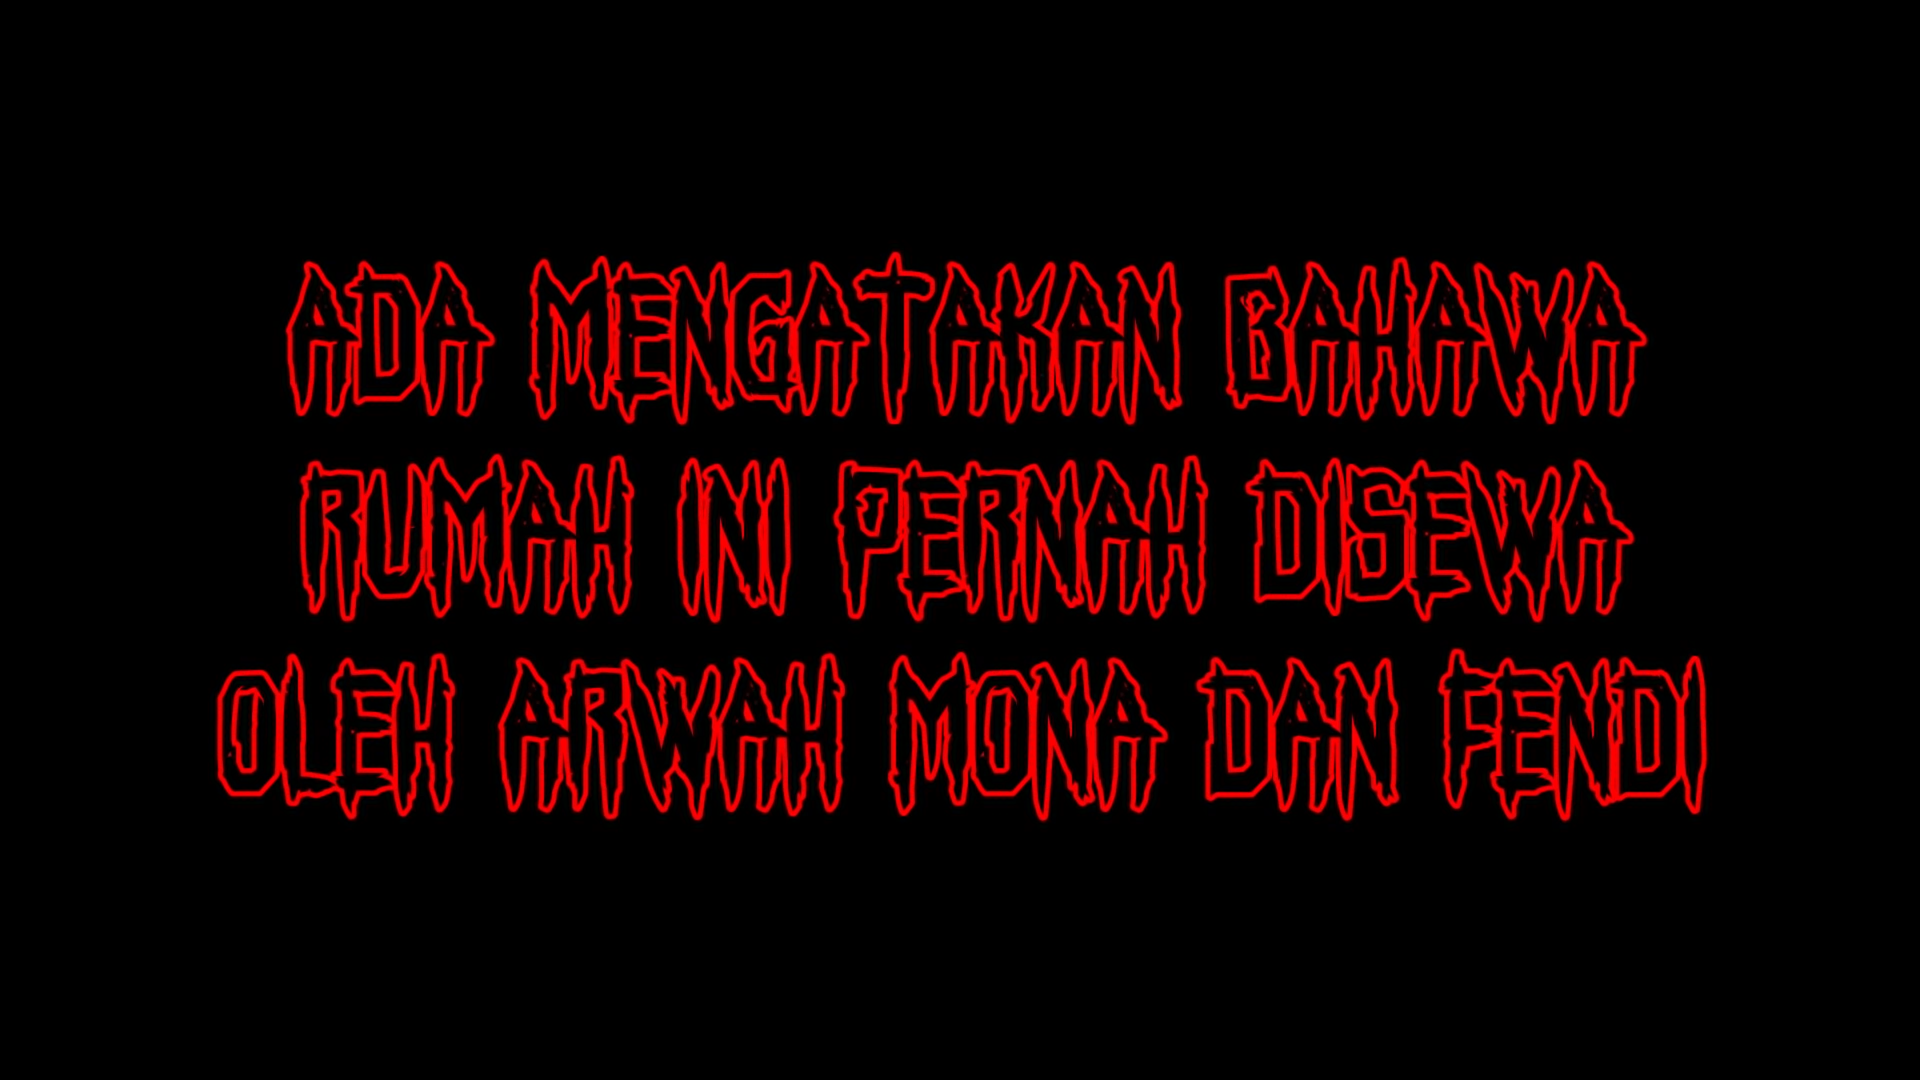 ADA MENGATAKAN BAHAWA
RUMAH INI PERNAH DISEWA
OLEH ARWAH MONA DAN FENDI